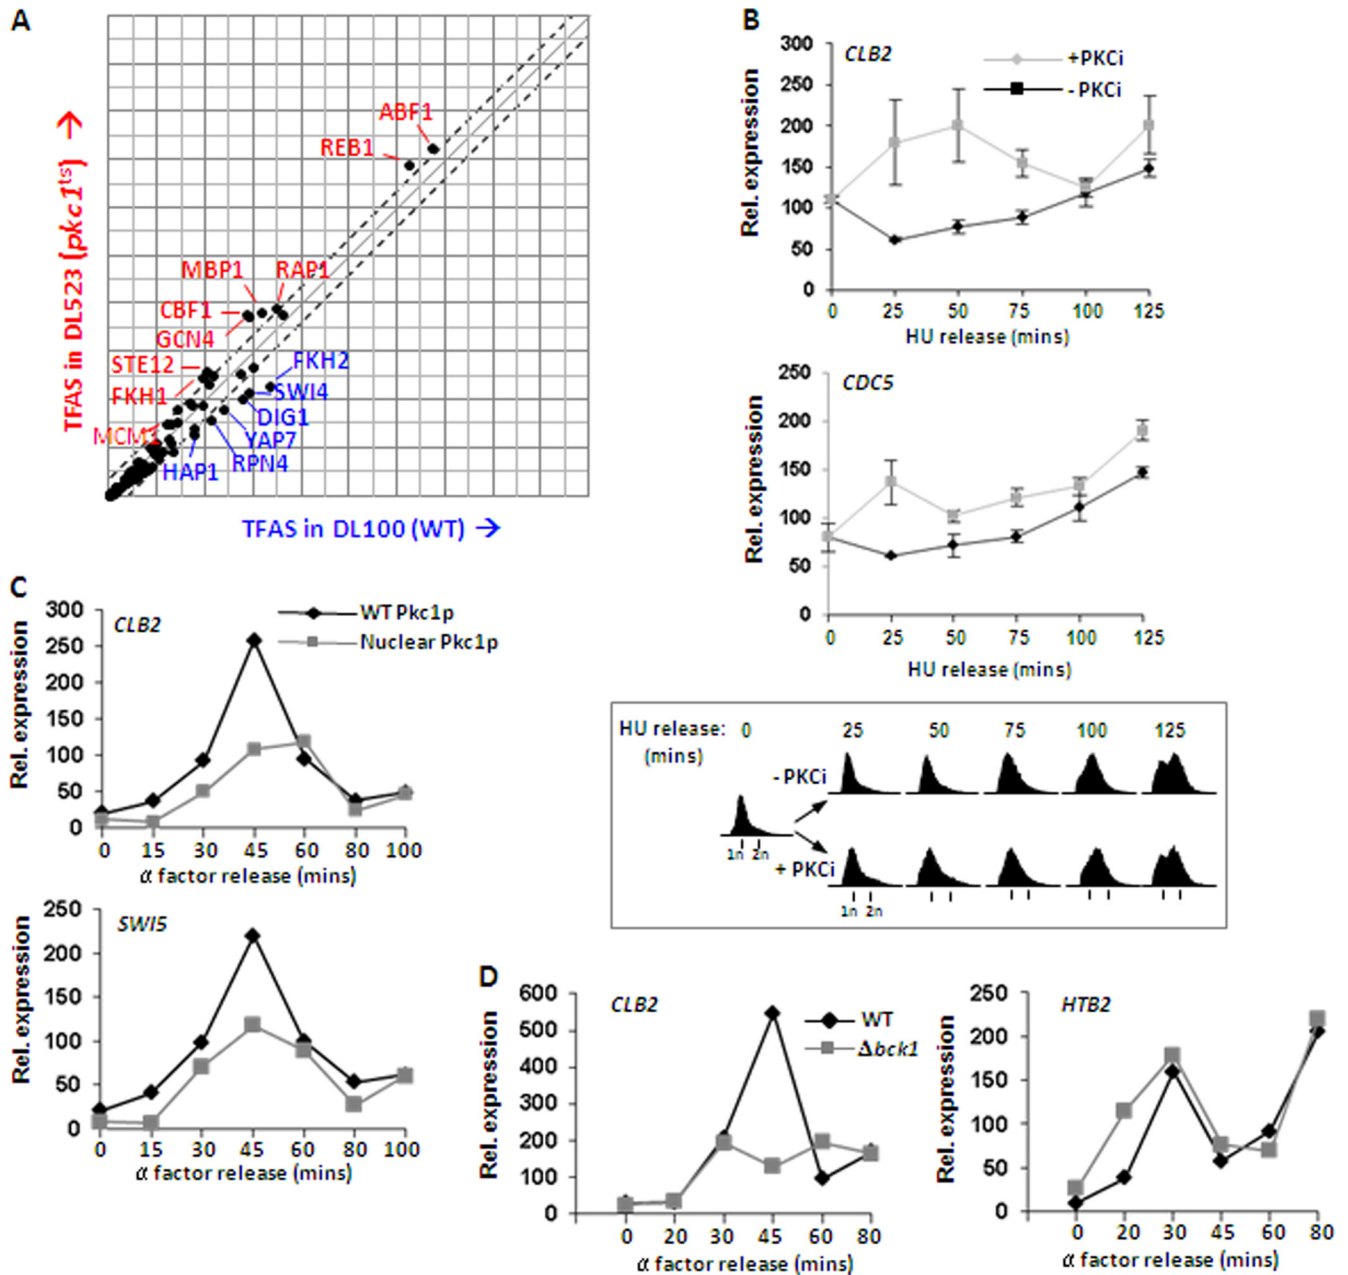 A
TFAS in DL523 (pkc1ts) →
ABF1
REB1
MBP1 RAP1
CBF1
GCN4
STE12
FKH2
FKH1
SWI4
DIG1
MCM1
YAP7
HAP1
RPN4
TFAS in DL100 (WT) →
B
CLB2
+PKCi
-PKCi
Rel. expression
300
250
200
150
100
50
0
0 25 50 75 100 125
HU release (mins)
CDC5
Rel. expression
250
200
150
100
50
0
0 25 50 75 100 125
HU release (mins)
HU release: 0 25 50 75 100 125
(mins)
- PKCi
1n 2n
+ PKCi
1n 2n
C
CLB2
WT Pkc1p
Nuclear Pkc1p
Rel. expression
300
250
200
150
100
50
0
0 15 30 45 60 80 100
α factor release (mins)
SWI5
Rel. expression
250
200
150
100
50
0
0 15 30 45 60 80 100
α factor release (mins)
D
CLB2
WT
Δbck1
Rel. expression
600
500
400
300
200
100
0
0 20 30 45 60 80
α factor release (mins)
HTB2
Rel. expression
250
200
150
100
50
0
0 20 30 45 60 80
α factor release (mins)